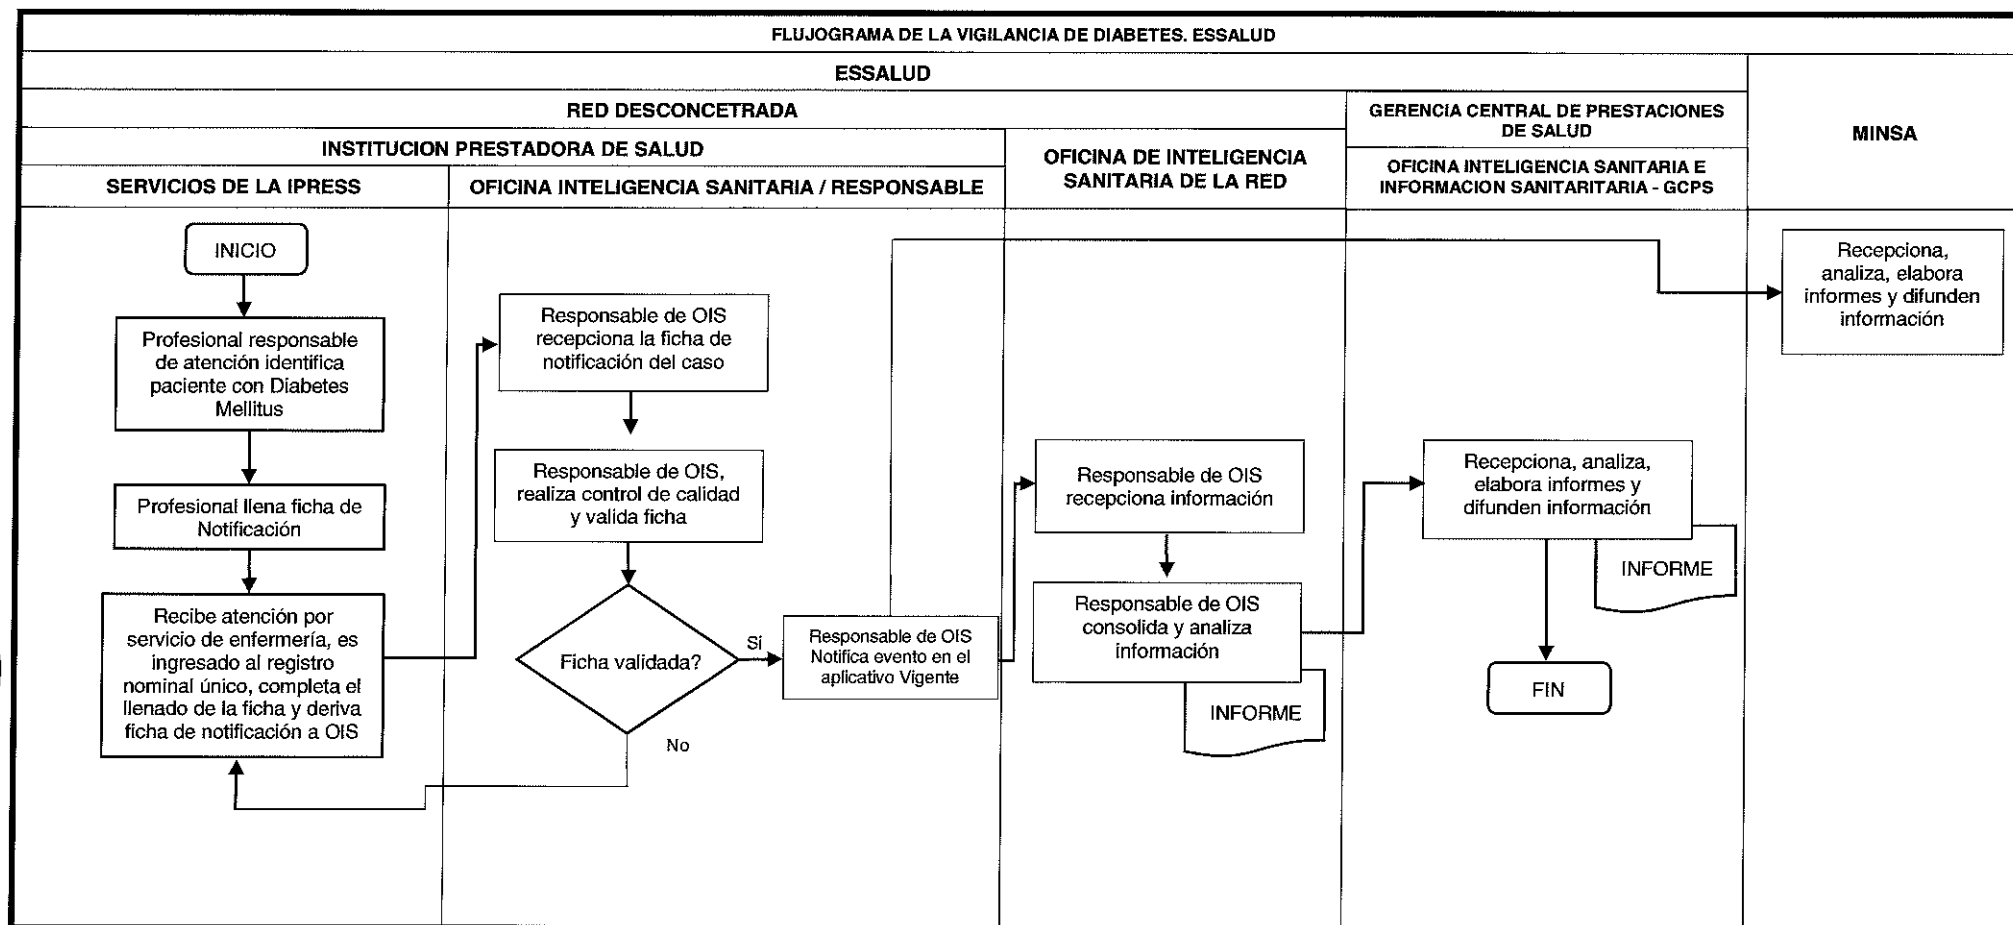 FLUJOGRAMA DE LA VIGILANCIA DE DIABETES. ESSALUD
ESSALUD
RED DESCONCETRADA
GERENCIA CENTRAL DE PRESTACIONES
DE SALUD
MINSA
INSTITUCION PRESTADORA DE SALUD
OFICINA DE INTELIGENCIA
SANITARIA DE LA RED
OFICINA INTELIGENCIA SANITARIA E
INFORMACION SANITARITARIA - GCPS
SERVICIOS DE LA IPRESS
OFICINA INTELIGENCIA SANITARIA / RESPONSABLE
INICIO
Profesional responsable
de atención identifica
paciente con Diabetes
Mellitus
Profesional llena ficha de
Notificación
Recibe atención por
servicio de enfermería, es
ingresado al registro
nominal único, completa el
llenado de la ficha y deriva
ficha de notificación a OIS
Responsable de OIS
recepciona la ficha de
notificación del caso
Responsable de OIS,
realiza control de calidad
y valida ficha
Ficha validada?
Si
No
Responsable de OIS
Notifica evento en el
aplicativo Vigente
Responsable de OIS
recepciona información
Responsable de OIS
consolida y analiza
información
INFORME
Recepciona, analiza,
elabora informes y
difunden información
INFORME
FIN
Recepciona,
analiza, elabora
informes y difunden
información